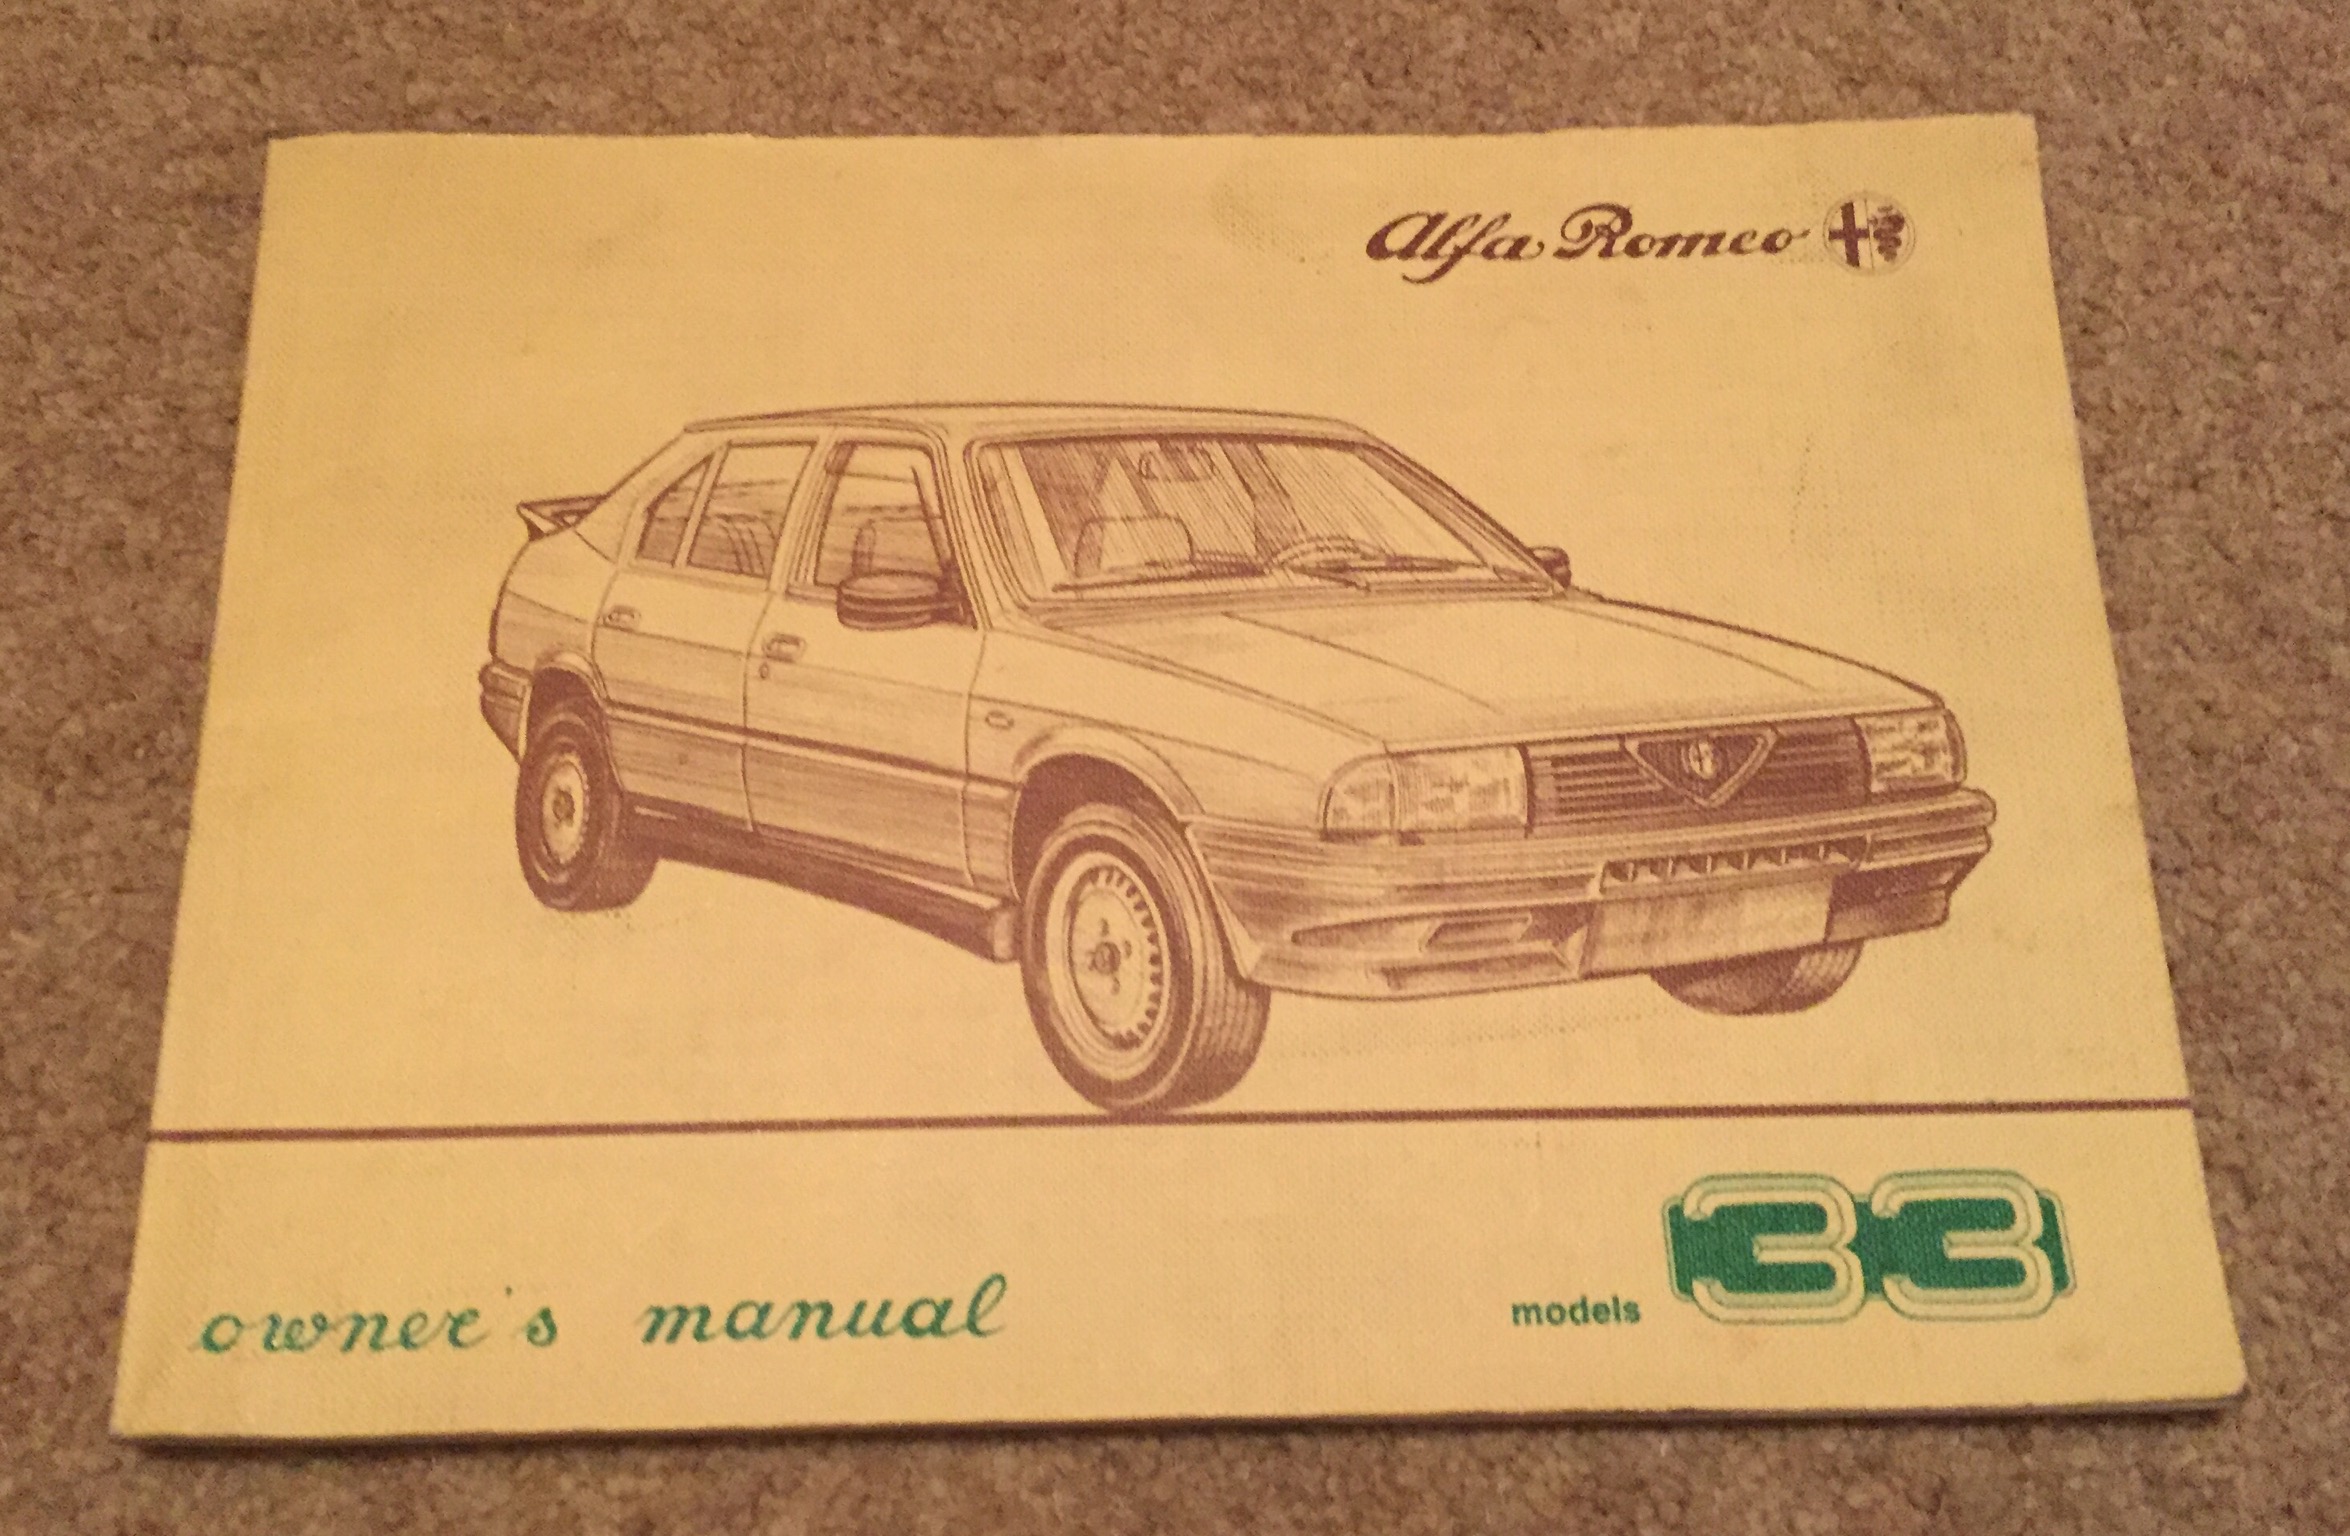 Alfa Romeo
owner's manual
models 33